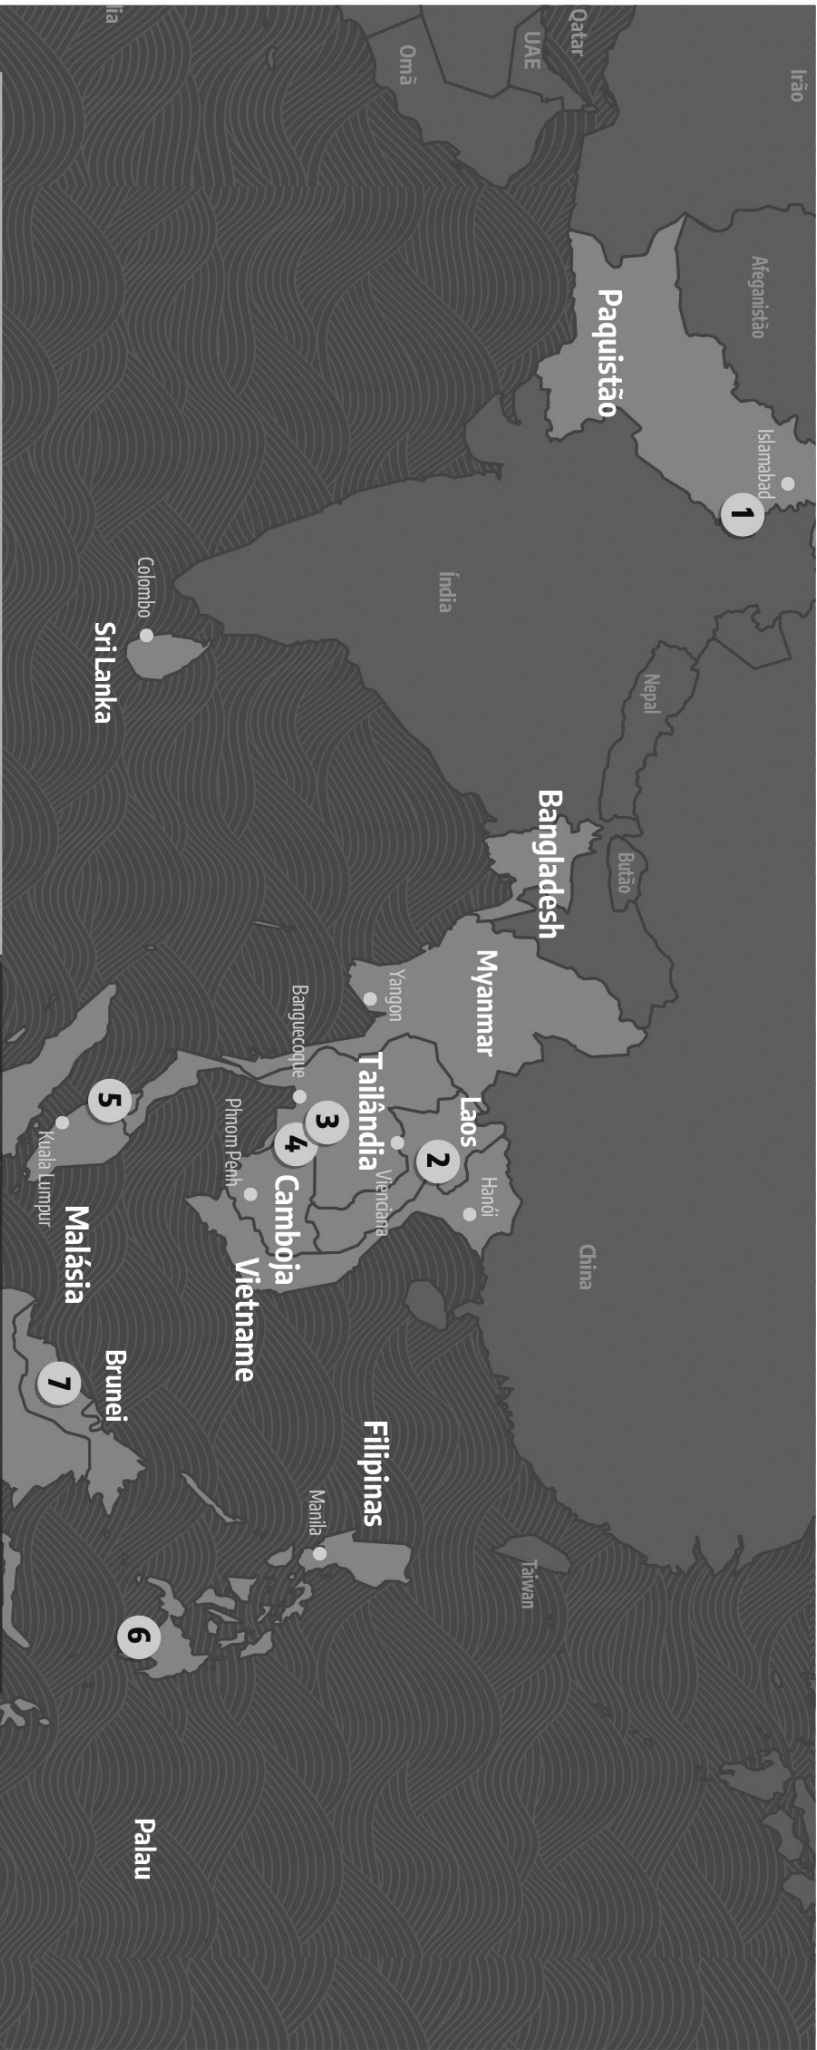 Irão
Qatar
UAE
Omã
lia
Afeganistão
Paquistão
Islamabad
1
Índia
Colombo
Sri Lanka
Nepal
Butão
Bangladesh
Myanmar
Yangon
Banguecoque
Tailândia
Laos
2
Hanói
Vienciana
3
4
Phnom Penh
Camboja
Vietname
5
Kuala Lumpur
Malásia
China
Brunei
7
Filipinas
Manila
Taiwan
6
Palau